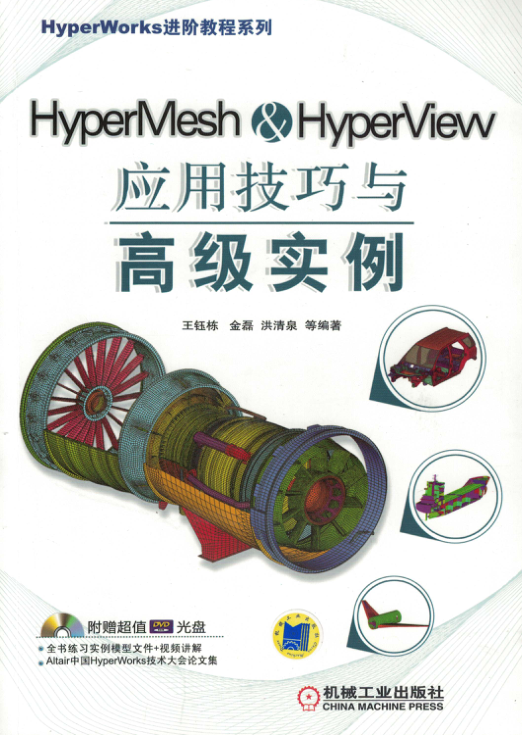 HyperWorks进阶教程系列
HyperMesh & HyperView
应用技巧与
高级实例
王钰栋 金磊 洪清泉 等编著
附赠超值 DVD 光盘
全书练习实例模型文件+视频讲解
Altair中国HyperWorks技术大会论文集
机械工业出版社
CHINA MACHINE PRESS